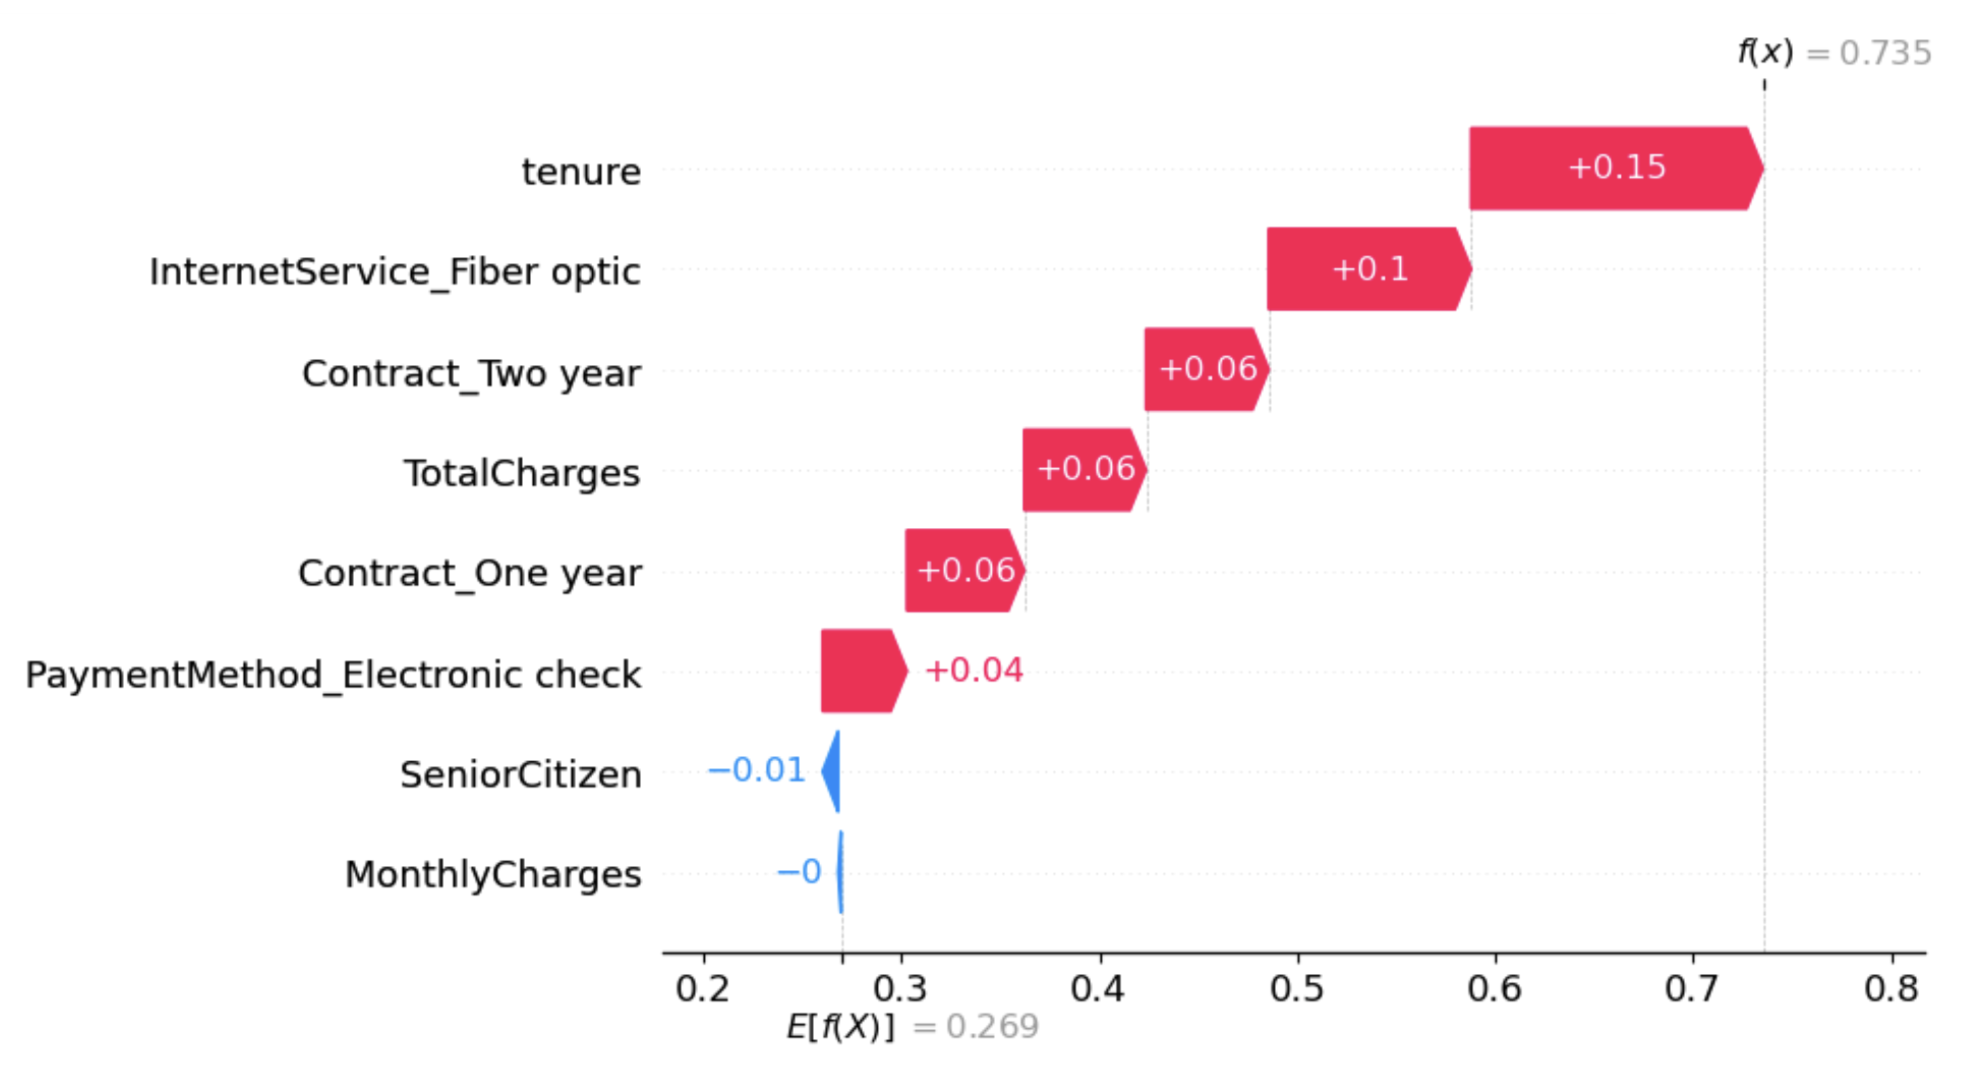 f(x) = 0.735
tenure +0.15
InternetService_Fiber optic +0.1
Contract_Two year +0.06
TotalCharges +0.06
Contract_One year +0.06
PaymentMethod_Electronic check +0.04
SeniorCitizen −0.01
MonthlyCharges −0
0.2 0.3 0.4 0.5 0.6 0.7 0.8
E[f(X)] = 0.269